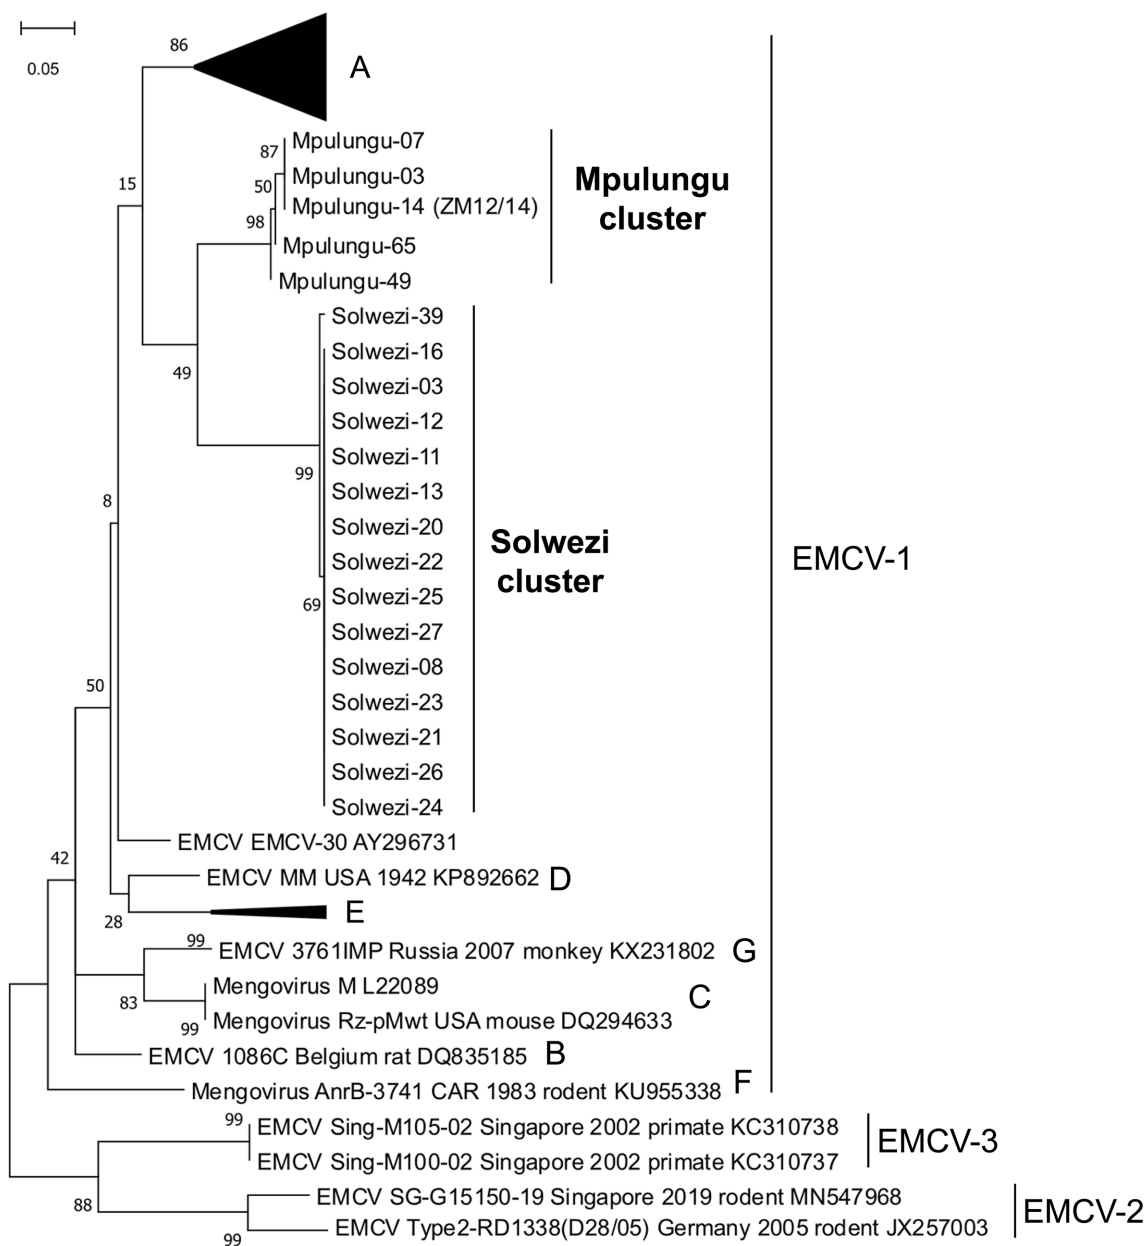 86
A
0.05
Mpulungu-07
87
Mpulungu-03
50
15
Mpulungu
cluster
Mpulungu-14 (ZM12/14)
98
Mpulungu-65
Mpulungu-49
Solwezi-39
Solwezi-16
49
Solwezi-03
Solwezi-12
Solwezi-11
99
Solwezi-13
8
Solwezi-20
Solwezi
cluster
EMCV-1
Solwezi-22
Solwezi-25
69
Solwezi-27
Solwezi-08
50
Solwezi-23
Solwezi-21
Solwezi-26
Solwezi-24
EMCV EMCV-30 AY296731
42
EMCV MM USA 1942 KP892662 D
E
28
99
EMCV 3761IMP Russia 2007 monkey KX231802 G
Mengovirus M L22089
C
83
Mengovirus Rz-pMwt USA mouse DQ294633
99
EMCV 1086C Belgium rat DQ835185 B
Mengovirus AnrB-3741 CAR 1983 rodent KU955338 F
99
EMCV Sing-M105-02 Singapore 2002 primate KC310738
EMCV-3
EMCV Sing-M100-02 Singapore 2002 primate KC310737
88
EMCV SG-G15150-19 Singapore 2019 rodent MN547968
EMCV-2
EMCV Type2-RD1338(D28/05) Germany 2005 rodent JX257003
99